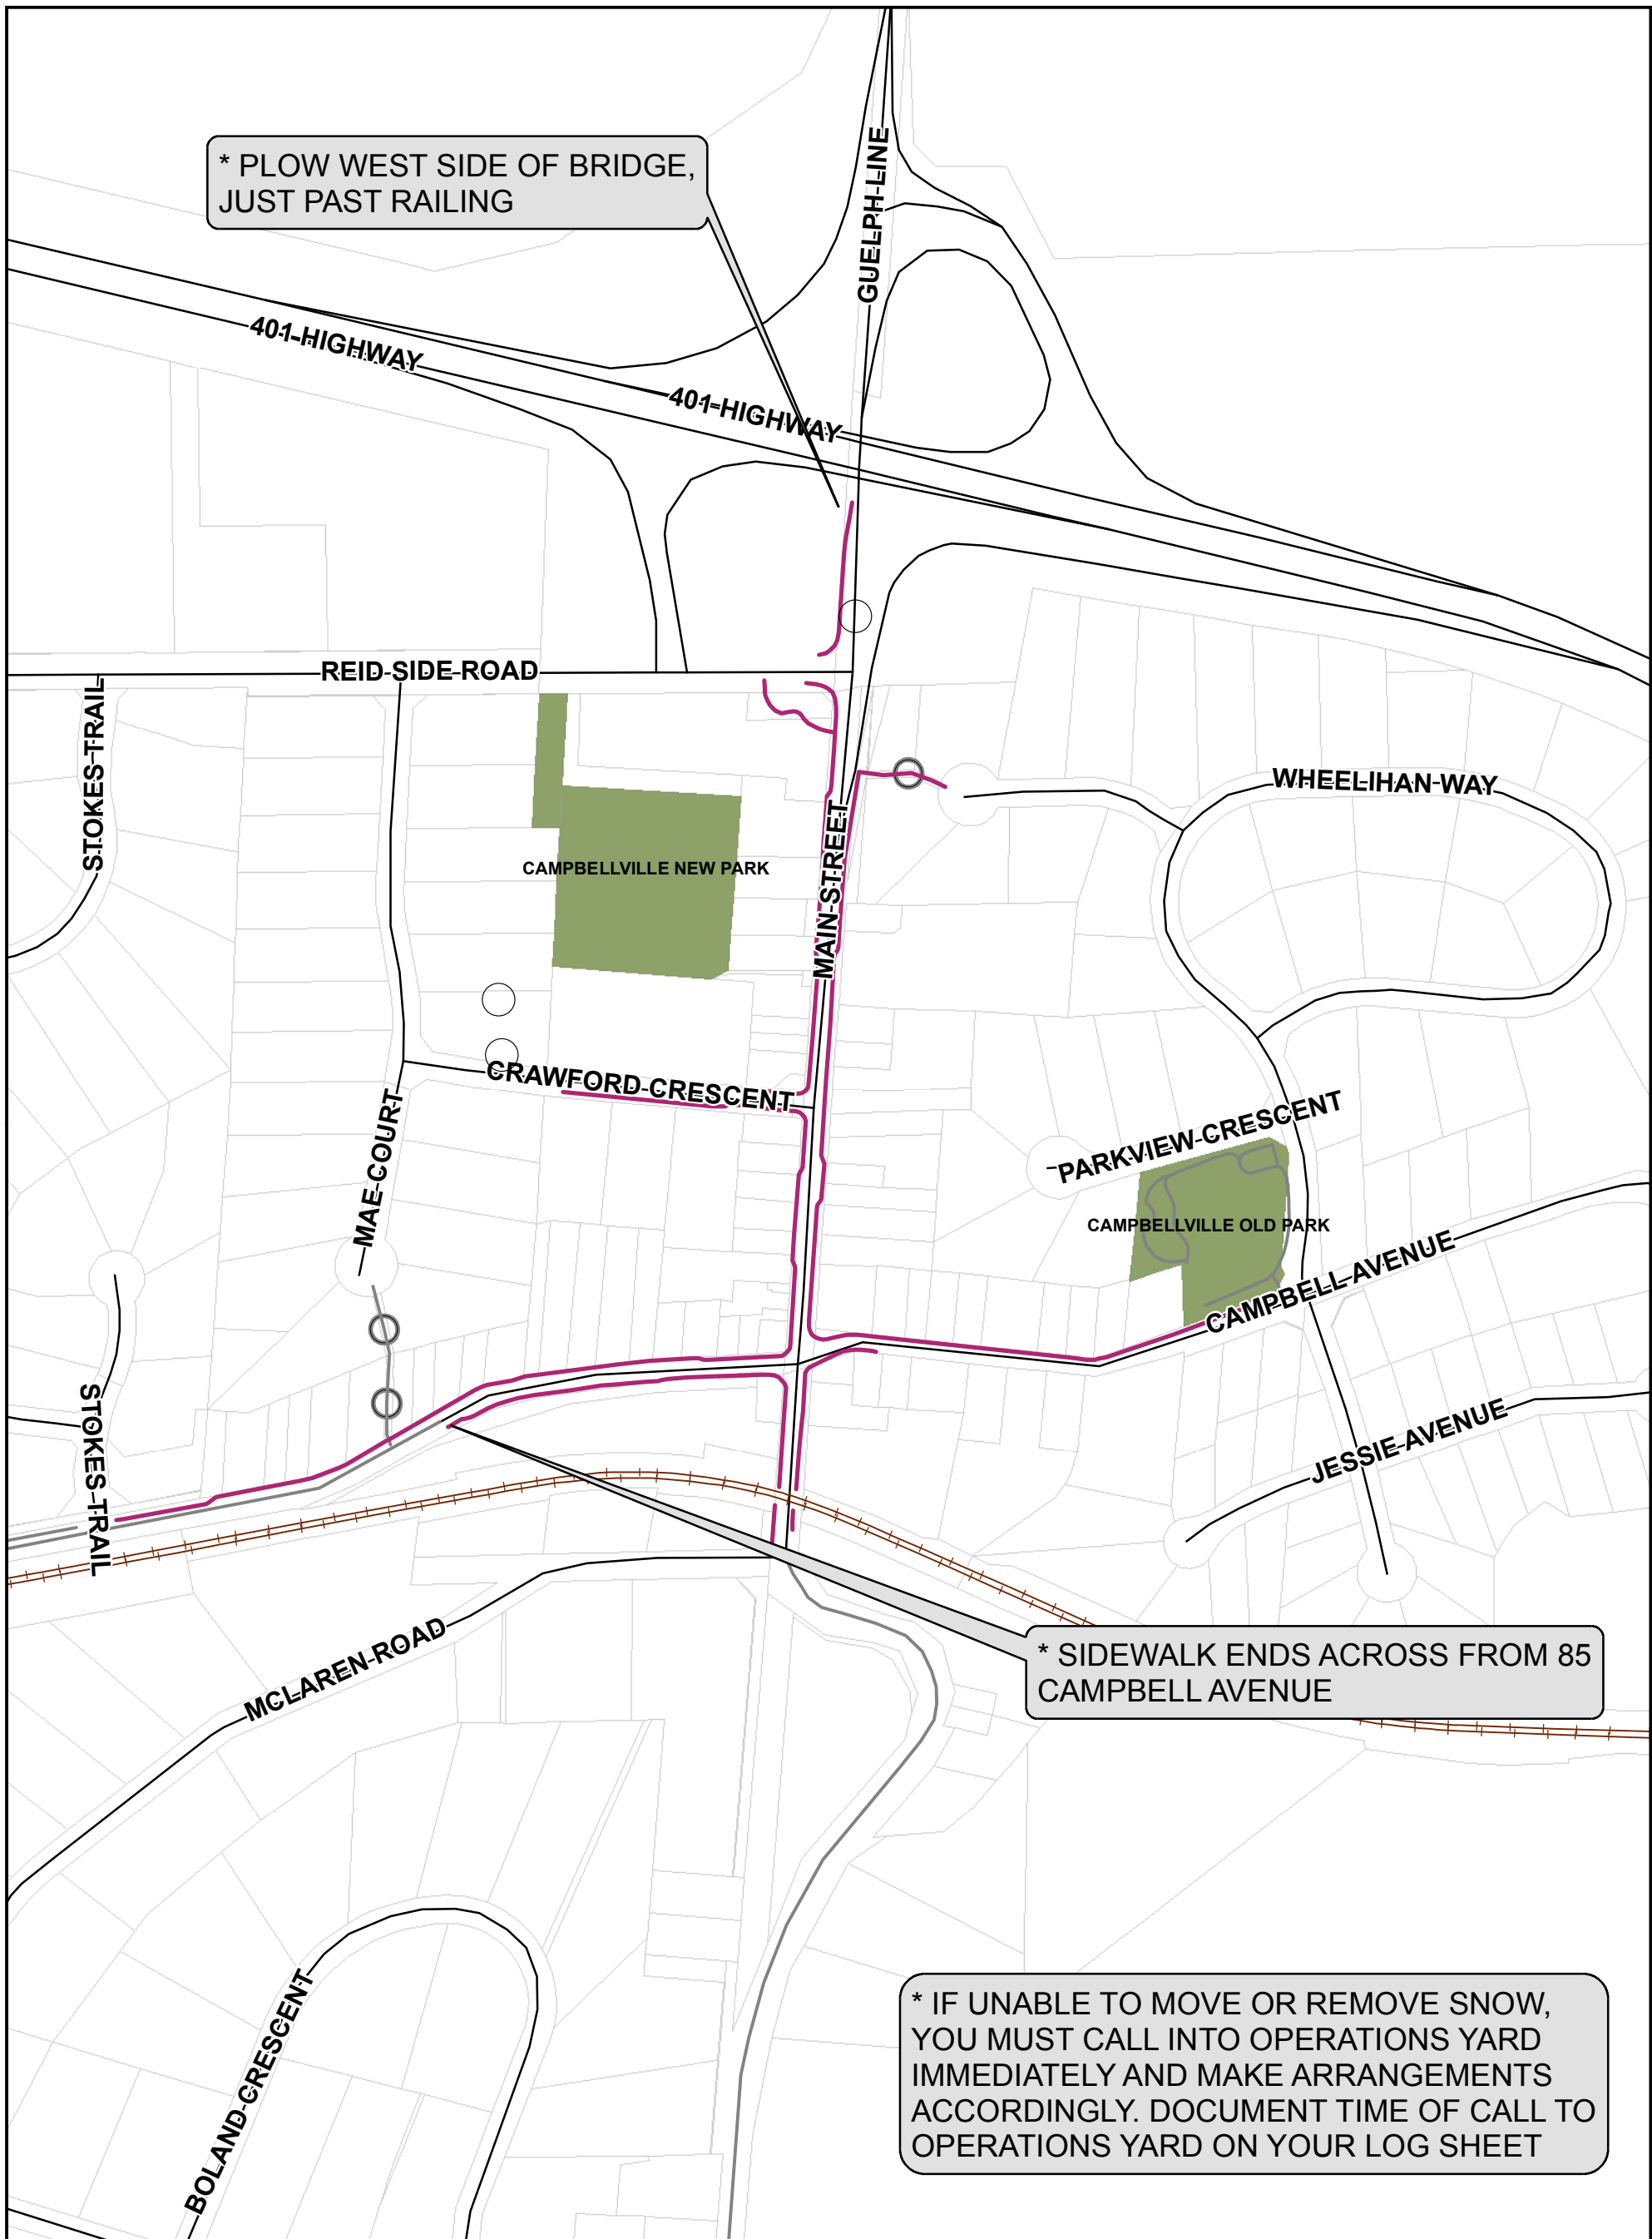 * PLOW WEST SIDE OF BRIDGE,
JUST PAST RAILING
GUELPH LINE
401 HIGHWAY
401 HIGHWAY
REID SIDE ROAD
STOKES TRAIL
WHEELIHAN WAY
CAMPBELLVILLE NEW PARK
MAIN STREET
CRAWFORD CRESCENT
MAE COURT
PARKVIEW CRESCENT
CAMPBELLVILLE OLD PARK
CAMPBELL AVENUE
STOKES TRAIL
JESSIE AVENUE
MCLAREN ROAD
* SIDEWALK ENDS ACROSS FROM 85
CAMPBELL AVENUE
BOLAND CRESCENT
* IF UNABLE TO MOVE OR REMOVE SNOW,
YOU MUST CALL INTO OPERATIONS YARD
IMMEDIATELY AND MAKE ARRANGEMENTS
ACCORDINGLY. DOCUMENT TIME OF CALL TO
OPERATIONS YARD ON YOUR LOG SHEET